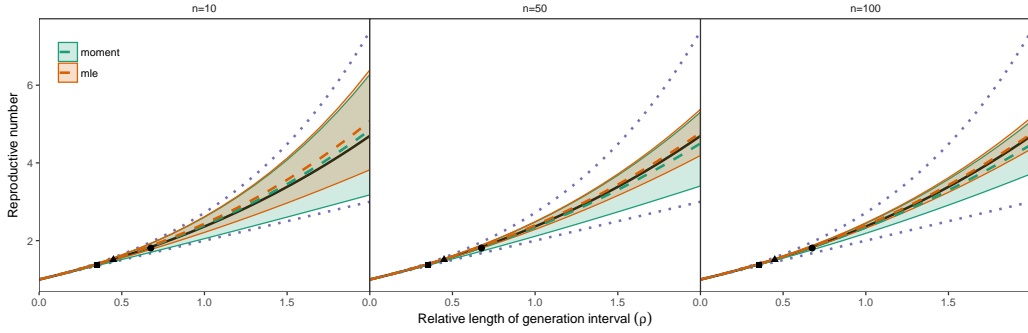 n=10
n=50
n=100
Reproductive number
6
4
2
moment
mle
0.0 0.5 1.0 1.5 0.0 0.5 1.0 1.5 0.0 0.5 1.0 1.5
Relative length of generation interval (ρ)